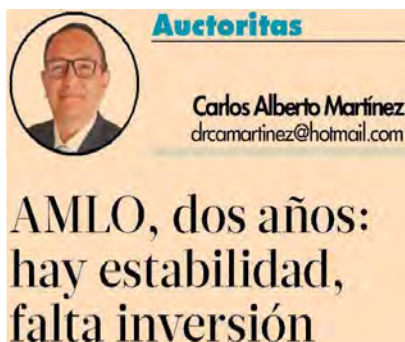 Auctoritas
Carlos Alberto Martínez
drcamartinez@hotmail.com
AMLO, dos años:
hay estabilidad,
falta inversión